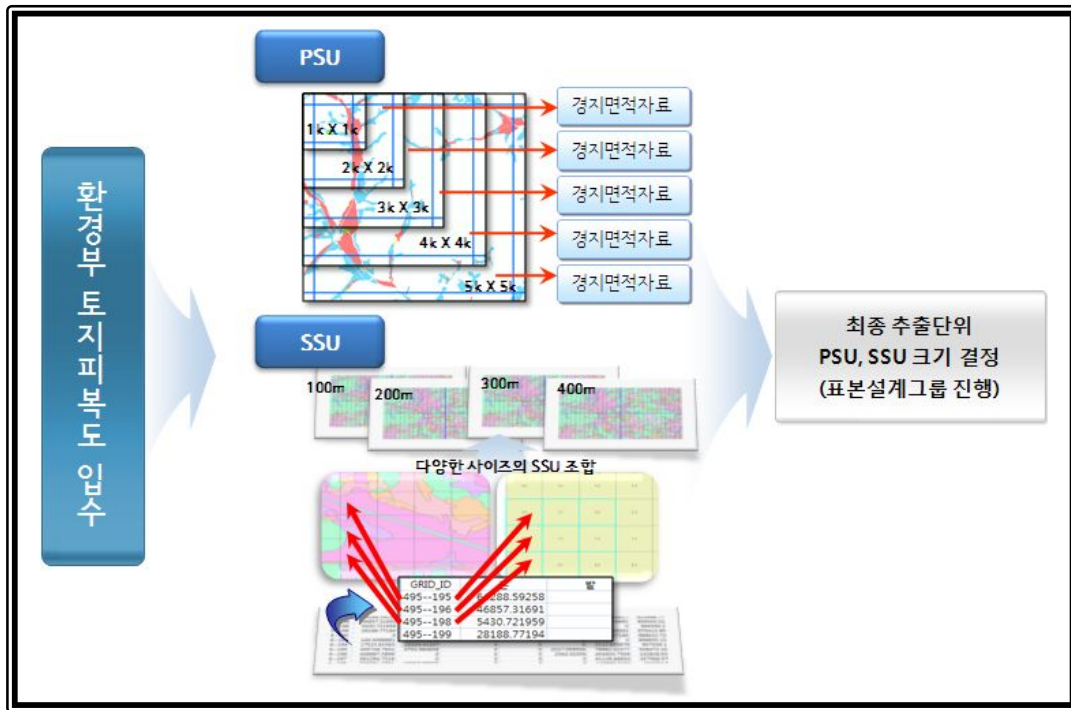 환경부 토지피복도 입수
PSU
1k X 1k
2k X 2k
3k X 3k
4k X 4k
5k X 5k
경지면적자료
경지면적자료
경지면적자료
경지면적자료
경지면적자료
SSU
100m
200m
300m
400m
다양한 사이즈의 SSU 조합
GRID_ID 밭
495--195 288.59258
495--196 46857.31691
495--198 5430.721959
495--199 28188.77194
최종 추출단위
PSU, SSU 크기 결정
(표본설계그룹 진행)